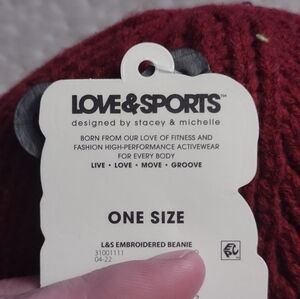 LOVE&SPORTS™
designed by stacey & michelle
BORN FROM OUR LOVE OF FITNESS AND
FASHION HIGH-PERFORMANCE ACTIVEWEAR
FOR EVERY BODY
LIVE • LOVE • MOVE • GROOVE
ONE SIZE
L&S EMBROIDERED BEANIE
31001111
04-22